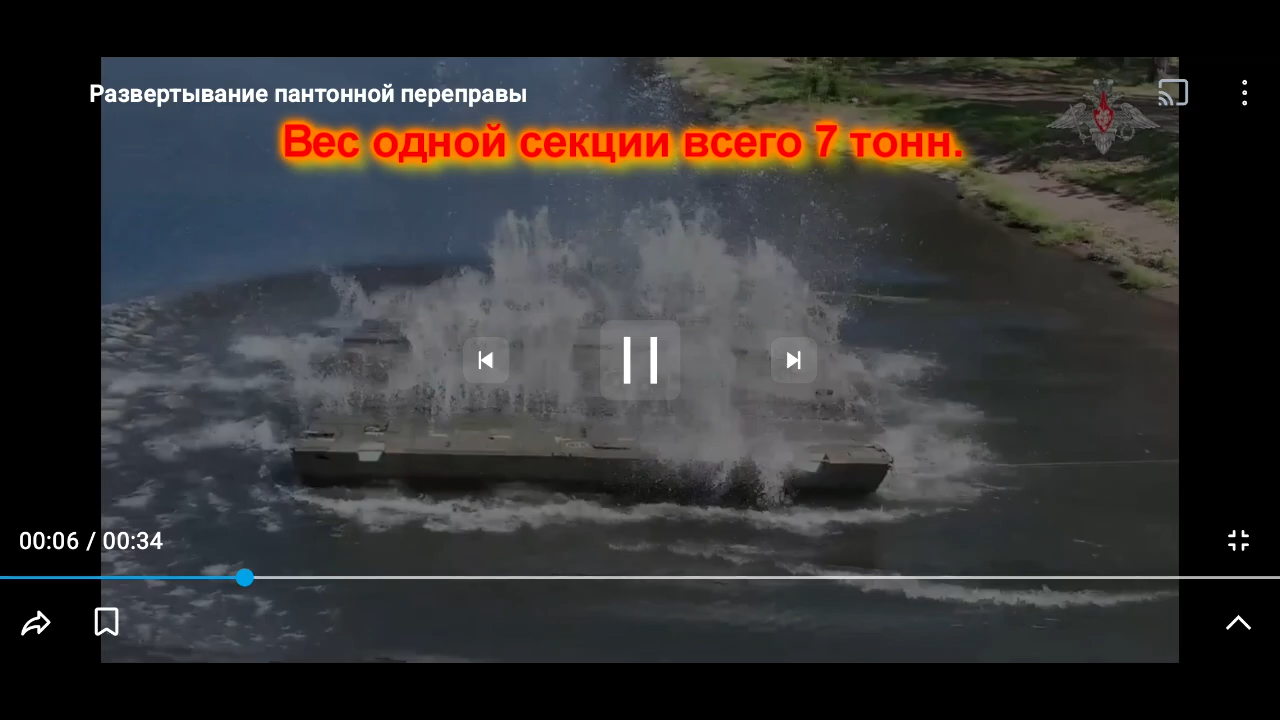 Развертывание пантонной переправы
Вес одной секции всего 7 тонн.
00:06 / 00:34